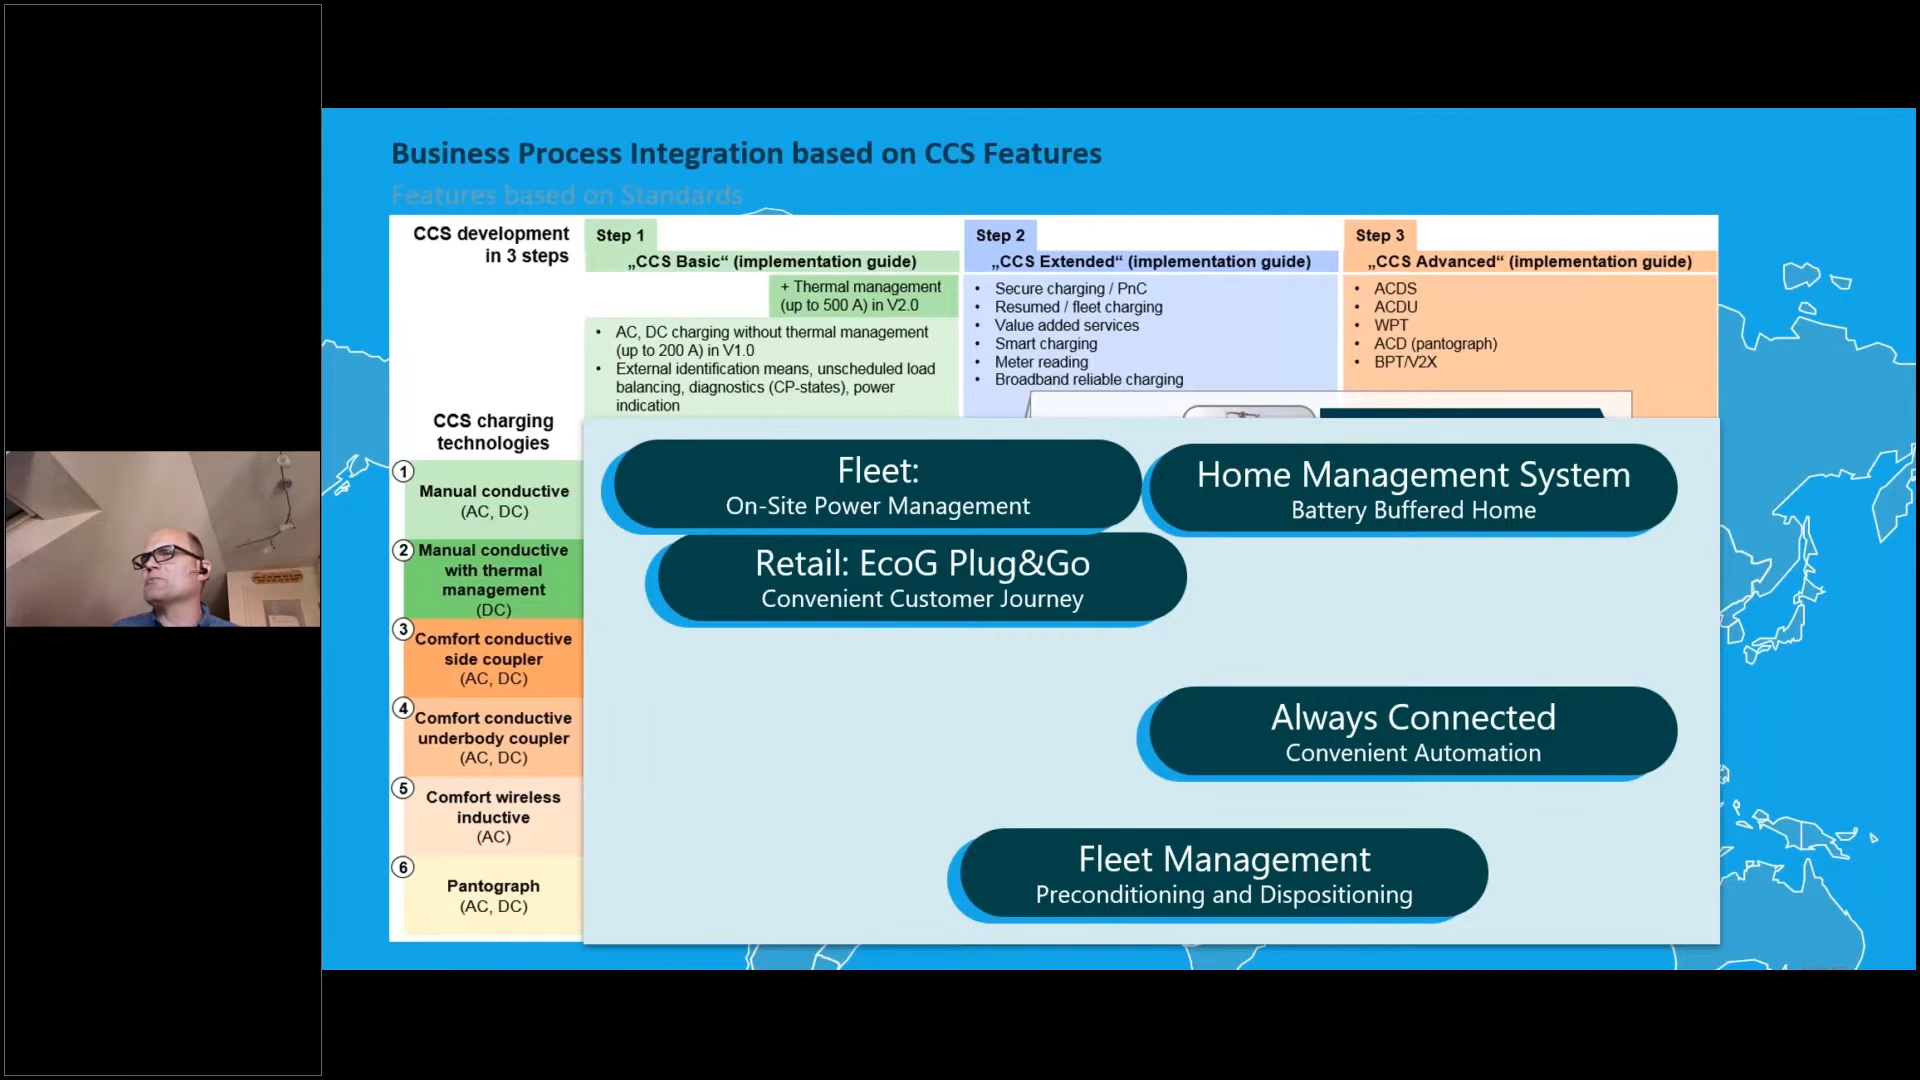 Business Process Integration based on CCS Features
Features based on Standards
CCS development
in 3 steps
Step 1
„CCS Basic“ (implementation guide)
+ Thermal management
(up to 500 A) in V2.0
• AC, DC charging without thermal management
(up to 200 A) in V1.0
• External identification means, unscheduled load
balancing, diagnostics (CP-states), power
indication
Step 2
„CCS Extended“ (implementation guide)
• Secure charging / PnC
• Resumed / fleet charging
• Value added services
• Smart charging
• Meter reading
• Broadband reliable charging
Step 3
„CCS Advanced“ (implementation guide)
• ACDS
• ACDU
• WPT
• ACD (pantograph)
• BPT/V2X
CCS charging
technologies
1
Manual conductive
(AC, DC)
2
Manual conductive
with thermal
management
(DC)
3
Comfort conductive
side coupler
(AC, DC)
4
Comfort conductive
underbody coupler
(AC, DC)
5
Comfort wireless
inductive
(AC)
6
Pantograph
(AC, DC)
Fleet:
On-Site Power Management
Home Management System
Battery Buffered Home
Retail: EcoG Plug&Go
Convenient Customer Journey
Always Connected
Convenient Automation
Fleet Management
Preconditioning and Dispositioning